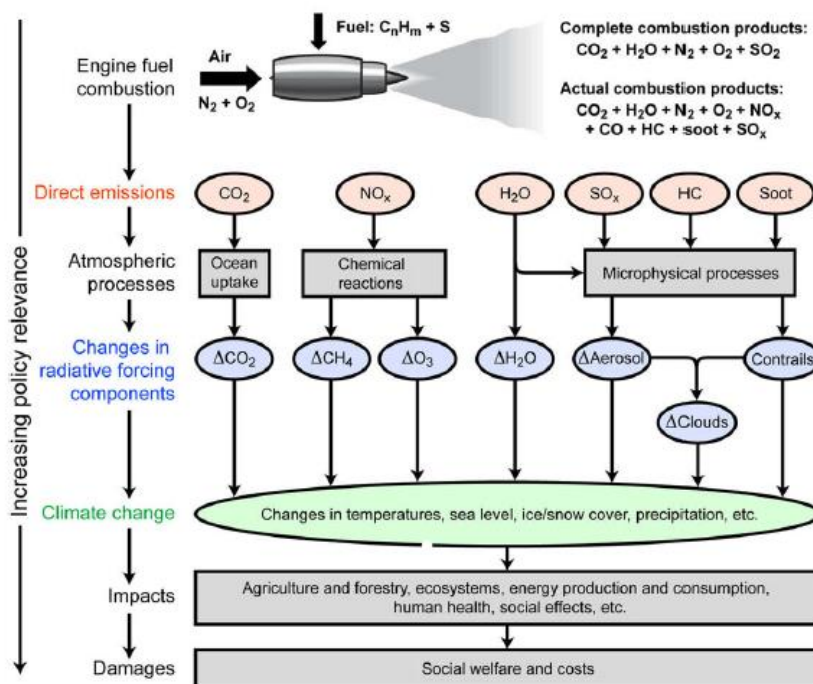 Fuel: CₙHₘ + S
Complete combustion products:
CO₂ + H₂O + N₂ + O₂ + SO₂
Engine fuel
combustion
Air
N₂ + O₂
Actual combustion products:
CO₂ + H₂O + N₂ + O₂ + NOₓ
+ CO + HC + soot + SOₓ
Increasing policy relevance
Direct emissions
CO₂
NOₓ
H₂O
SOₓ
HC
Soot
Atmospheric
processes
Ocean
uptake
Chemical
reactions
Microphysical processes
Changes in
radiative forcing
components
ΔCO₂
ΔCH₄
ΔO₃
ΔH₂O
ΔAerosol
Contrails
ΔClouds
Climate change
Changes in temperatures, sea level, ice/snow cover, precipitation, etc.
Impacts
Agriculture and forestry, ecosystems, energy production and consumption,
human health, social effects, etc.
Damages
Social welfare and costs